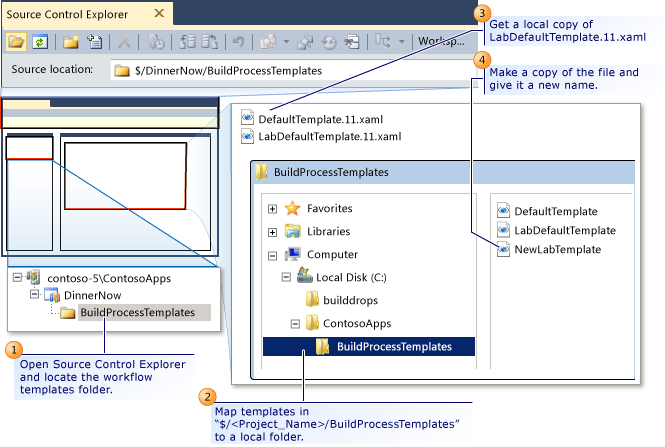 Source Control Explorer
Worksp...
Source location: $/DinnerNow/BuildProcessTemplates
3
Get a local copy of
LabDefaultTemplate.11.xaml
4
Make a copy of the file and
give it a new name.
DefaultTemplate.11.xaml
LabDefaultTemplate.11.xaml
BuildProcessTemplates
Favorites
Libraries
Computer
Local Disk (C:)
builddrops
ContosoApps
BuildProcessTemplates
DefaultTemplate
LabDefaultTemplate
NewLabTemplate
contoso-5\ContosoApps
DinnerNow
BuildProcessTemplates
1
Open Source Control Explorer
and locate the workflow
templates folder.
2
Map templates in
“$/<Project_Name>/BuildProcessTemplates”
to a local folder.